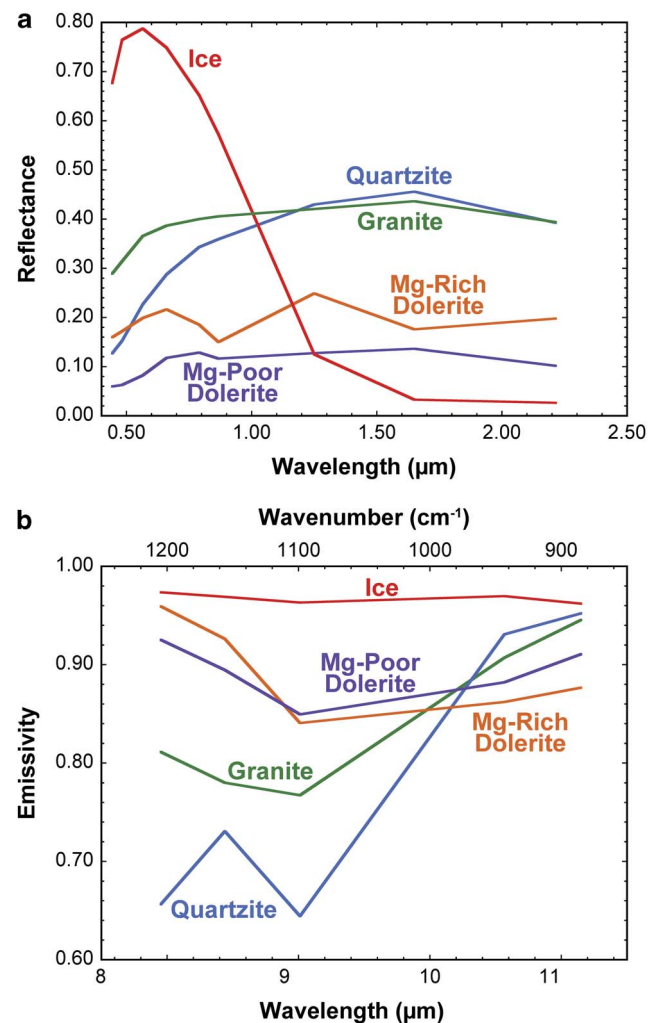 a
0.80
0.70
0.60
0.50
0.40
0.30
0.20
0.10
0.00
Reflectance
Ice
Quartzite
Granite
Mg-Rich
Dolerite
Mg-Poor
Dolerite
0.50 1.00 1.50 2.00 2.50
Wavelength (µm)
b
Wavenumber (cm-1)
1200 1100 1000 900
1.00
0.90
0.80
0.70
0.60
Emissivity
Ice
Mg-Poor
Dolerite
Mg-Rich
Dolerite
Granite
Quartzite
8 9 10 11
Wavelength (µm)